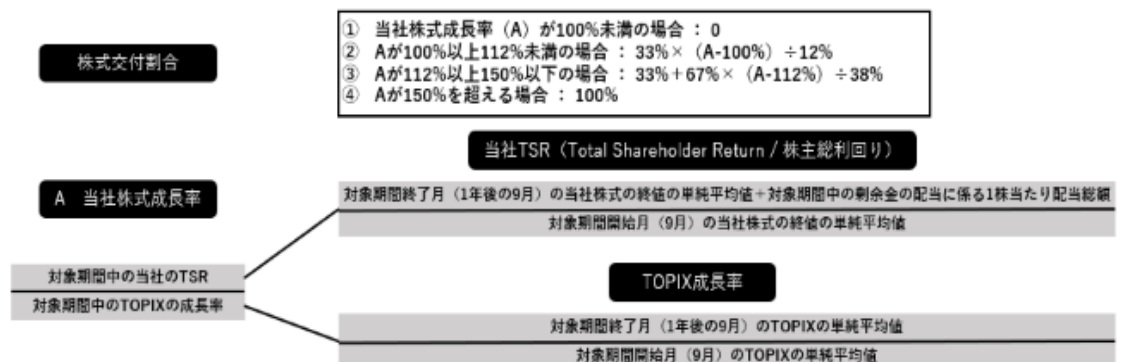 株式交付割合
① 当社株式成長率（A）が100%未満の場合 ： 0
② Aが100%以上112%未満の場合 ： 33%×（A-100%）÷12%
③ Aが112%以上150%以下の場合 ： 33%＋67%×（A-112%）÷38%
④ Aが150%を超える場合 ： 100%
当社TSR（Total Shareholder Return / 株主総利回り）
A 当社株式成長率
対象期間終了月（1年後の9月）の当社株式の終値の単純平均値＋対象期間中の剰余金の配当に係る1株当たり配当総額
対象期間開始月（9月）の当社株式の終値の単純平均値
対象期間中の当社のTSR
対象期間中のTOPIXの成長率
TOPIX成長率
対象期間終了月（1年後の9月）のTOPIXの単純平均値
対象期間開始月（9月）のTOPIXの単純平均値